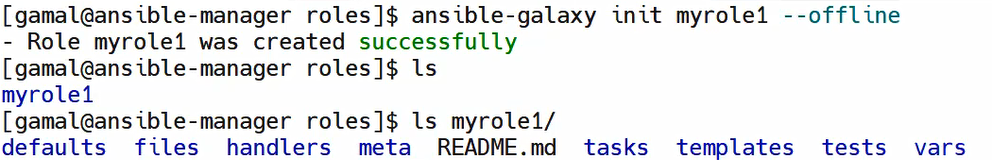 [gamal@ansible-manager roles]$ ansible-galaxy init myrole1 --offline
- Role myrole1 was created successfully
[gamal@ansible-manager roles]$ ls
myrole1
[gamal@ansible-manager roles]$ ls myrole1/
defaults  files  handlers  meta  README.md  tasks  templates  tests  vars